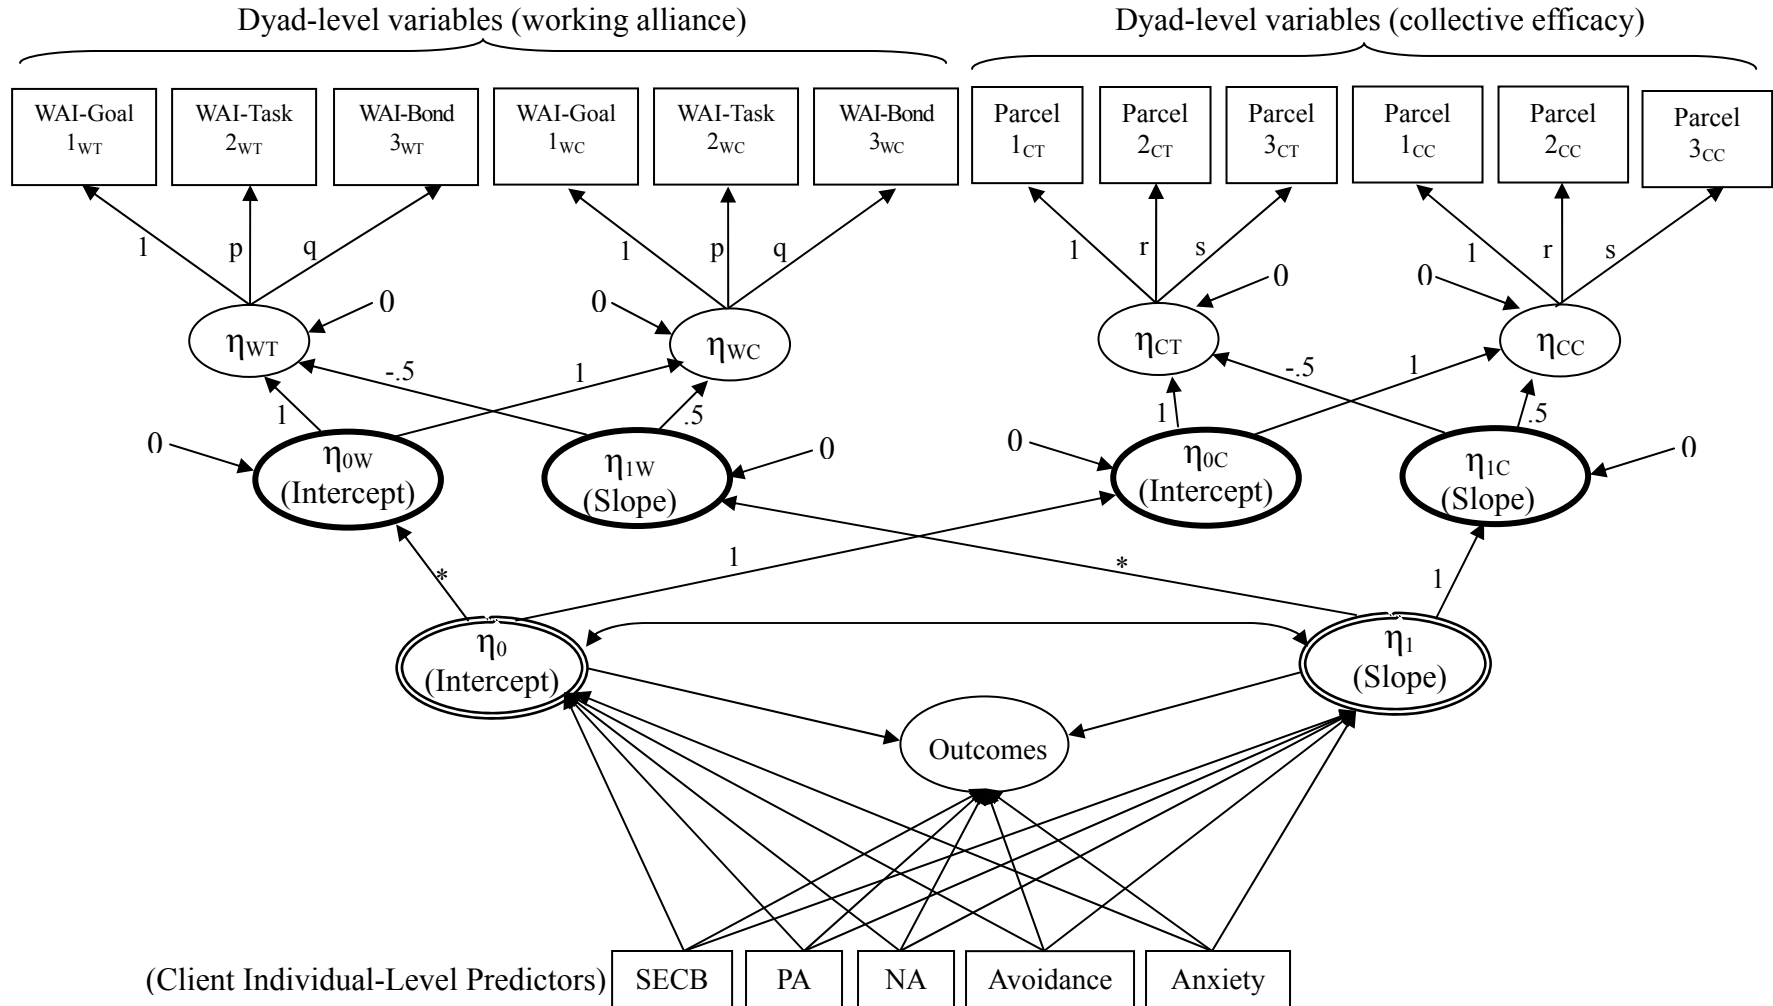 Dyad-level variables (working alliance)
Dyad-level variables (collective efficacy)
WAI-Goal
1WT
WAI-Task
2WT
WAI-Bond
3WT
WAI-Goal
1WC
WAI-Task
2WC
WAI-Bond
3WC
Parcel
1CT
Parcel
2CT
Parcel
3CT
Parcel
1CC
Parcel
2CC
Parcel
3CC
1
p
q
1
p
q
1
r
s
1
r
s
0
0
0
0
ηWT
ηWC
ηCT
ηCC
-.5
1
-.5
1
1
.5
1
.5
0
η0W
(Intercept)
η1W
(Slope)
0
0
η0C
(Intercept)
η1C
(Slope)
0
*
1
*
1
η0
(Intercept)
η1
(Slope)
Outcomes
(Client Individual-Level Predictors)
SECB
PA
NA
Avoidance
Anxiety